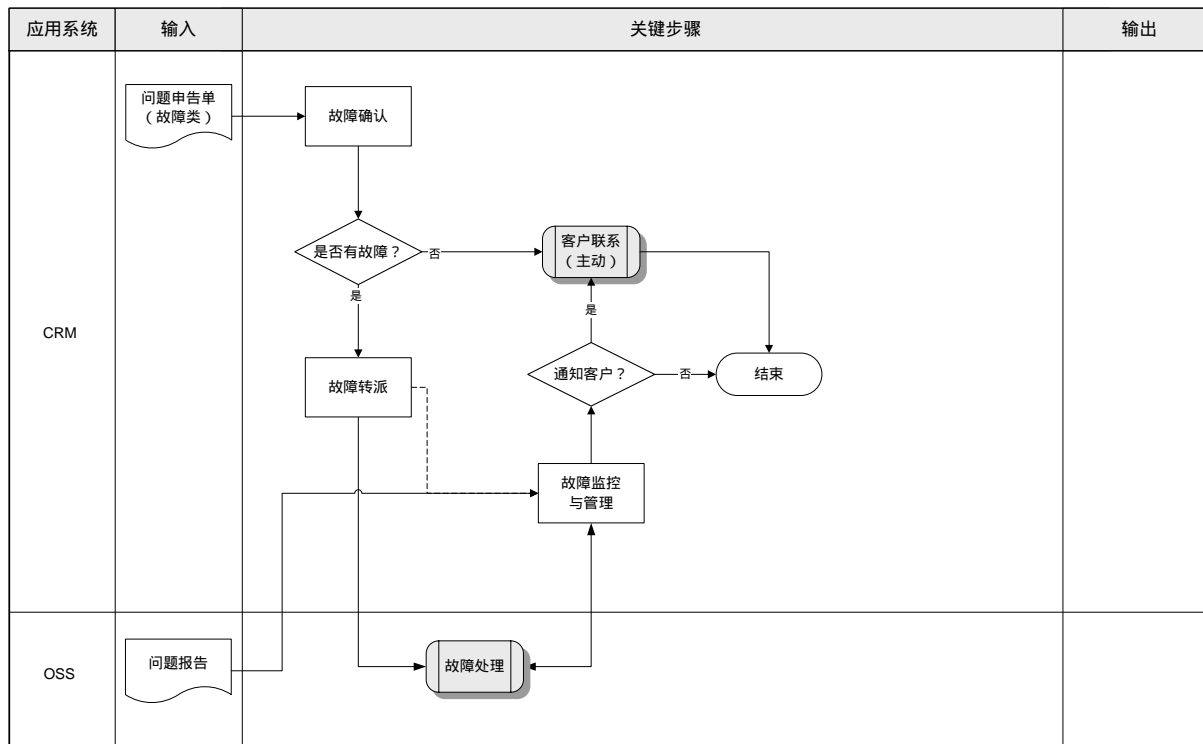 应用系统
输入
关键步骤
输出
问题申告单
（故障类）
故障确认
是否有故障？
否
客户联系
（主动）
是
是
CRM
故障转派
通知客户？
否
结束
故障监控
与管理
OSS
问题报告
故障处理